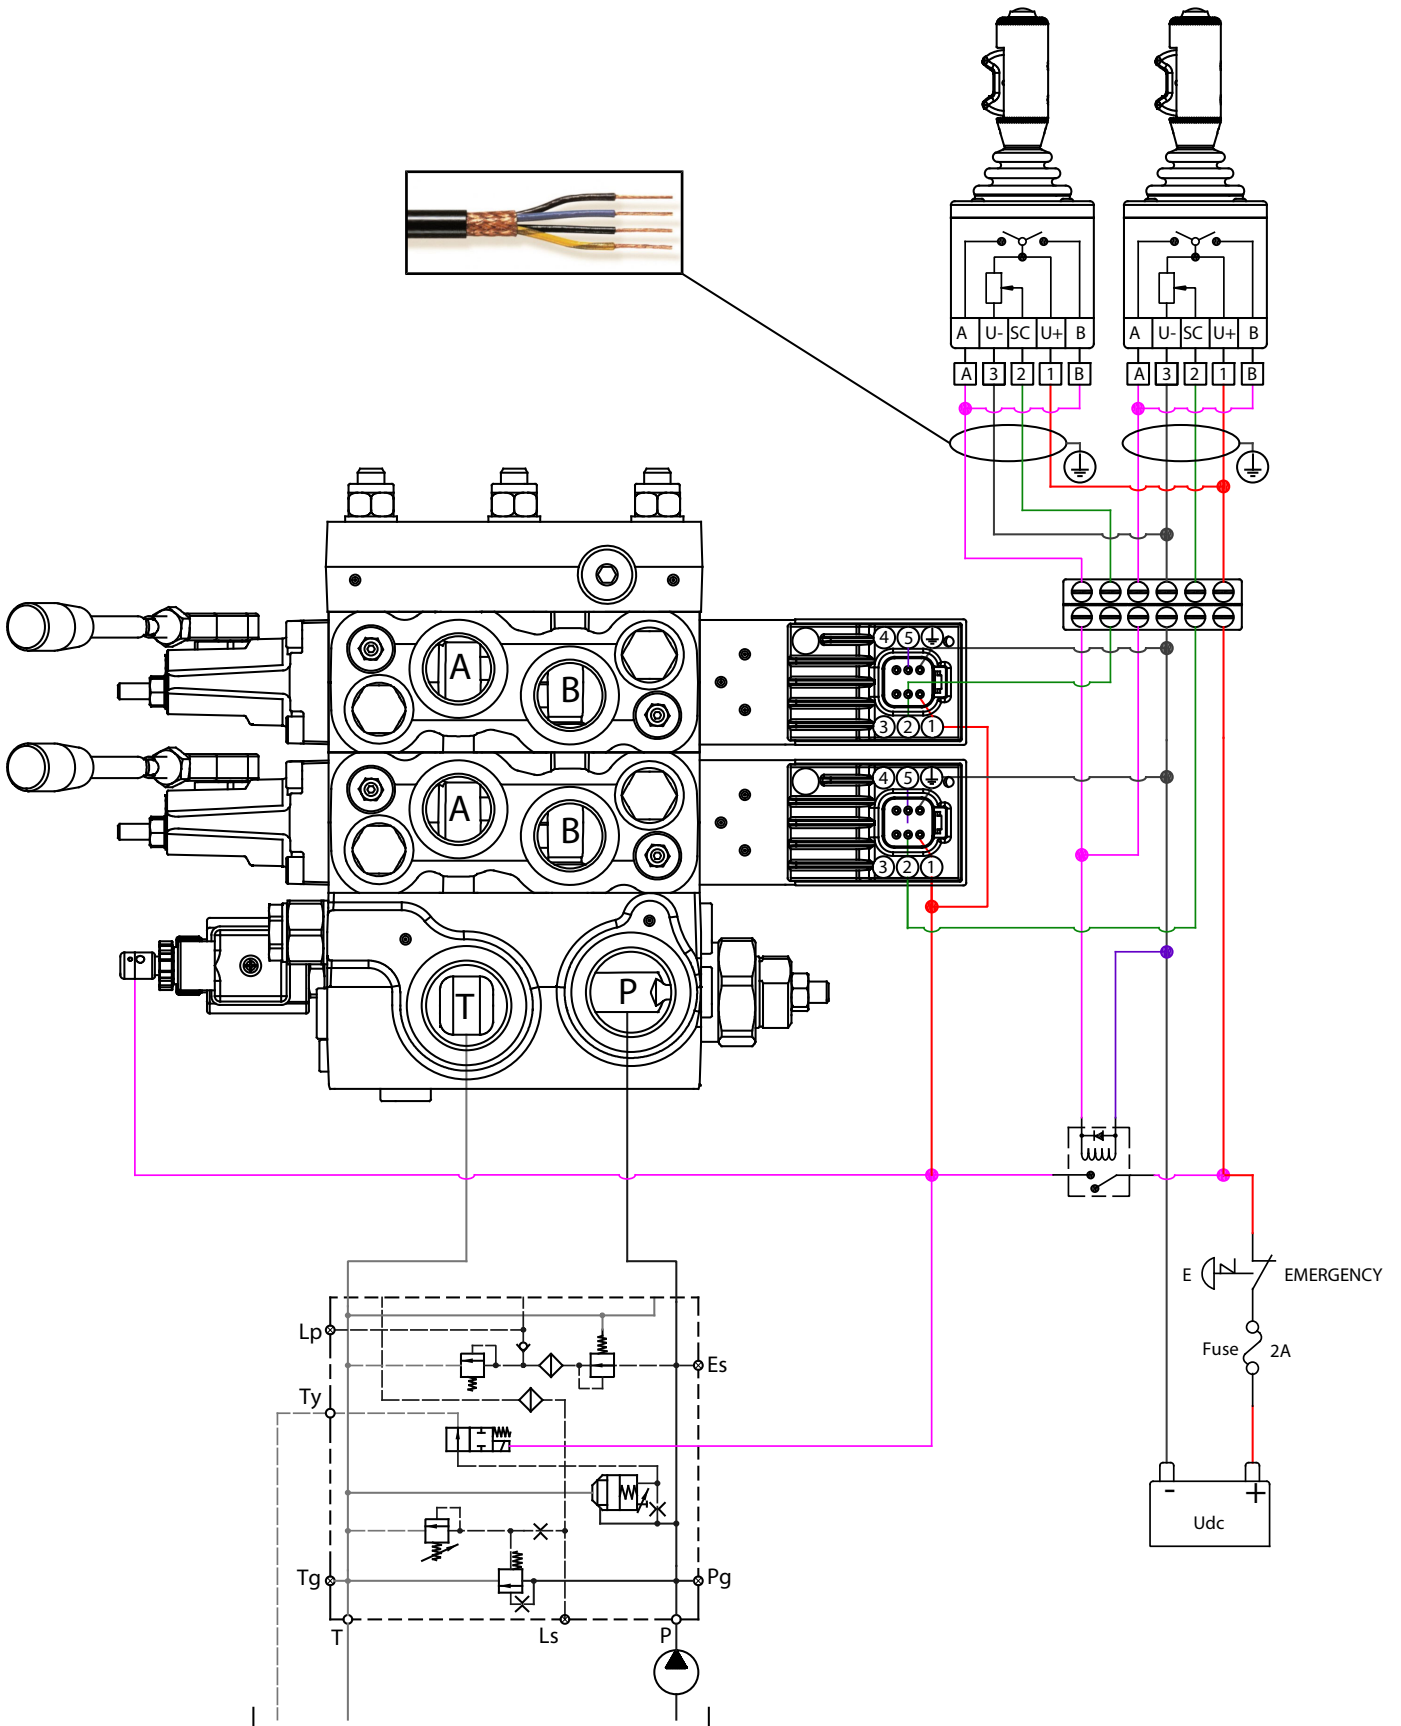 A U- SC U+ B
A U- SC U+ B
A 3 2 1 B
A 3 2 1 B
4 5
A
B
3 2 1
4 5
A
B
3 2 1
T
P
E
EMERGENCY
Lp
Fuse
2A
Es
Ty
- +
Udc
Tg
Pg
T
Ls
P